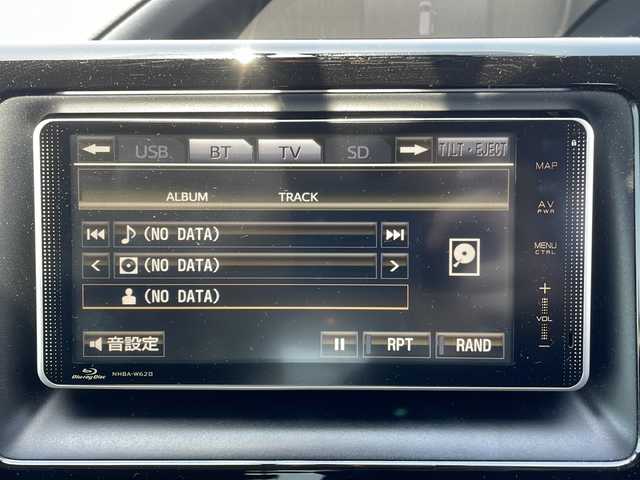 USB BT TV SD TILT・EJECT
ALBUM TRACK
(NO DATA)
(NO DATA)
(NO DATA)
音設定 RPT RAND
MAP
AV
PWR
MENU
CTRL
+
VOL
−
Blu-ray Disc NHBA-W62G